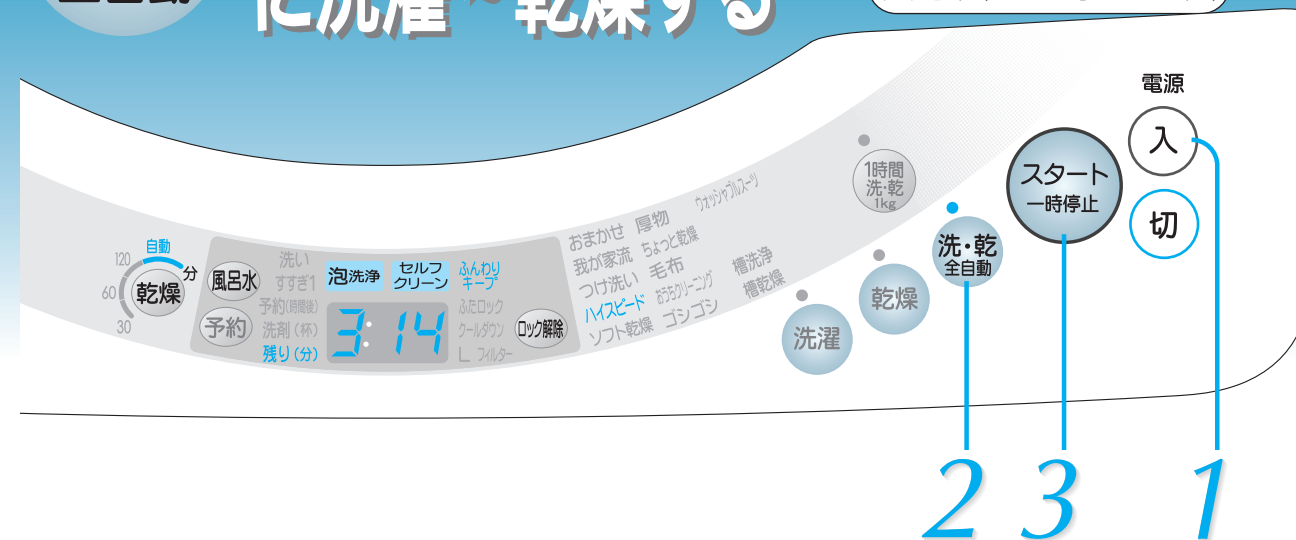 に洗濯～乾燥する
電源
入
切
スタート
一時停止
1時間
洗・乾
1kg
洗・乾
全自動
乾燥
洗濯
自動
120
60
30
分
乾燥
風呂水
予約
洗い
すすぎ1
予約(時間後)
洗剤(杯)
残り(分)
泡洗浄
セルフ
クリーン
3:14
ふんわり
キープ
ふたロック
クールダウン
L フィルター
ロック解除
おまかせ 厚物 ウォッシャブルスーツ
我が家流 ちょっと乾燥
つけ洗い 毛布 槽洗浄
ハイスピード おうちクリーニング 槽乾燥
ソフト乾燥 ゴシゴシ
2 3 1